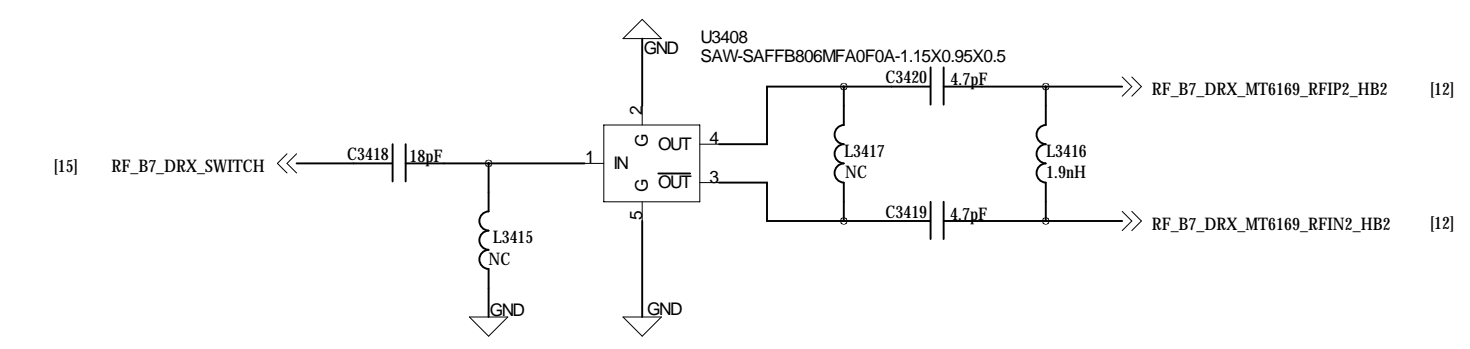 GND
U3408
SAW-SAFFB806MFA0F0A-1.15X0.95X0.5
C3420 4.7pF
RF_B7_DRX_MT6169_RFIP2_HB2 [12]
2
G OUT 4
C3418 18pF
1 IN
L3417
NC
L3416
1.9nH
[15] RF_B7_DRX_SWITCH
G OUT 3
5
C3419 4.7pF
RF_B7_DRX_MT6169_RFIN2_HB2 [12]
L3415
NC
GND
GND